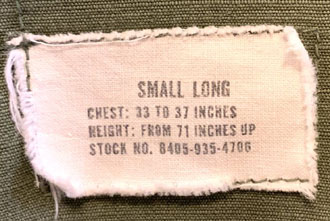 SMALL LONG
CHEST: 33 TO 37 INCHES
HEIGHT: FROM 71 INCHES UP
STOCK NO. 8405-935-4706